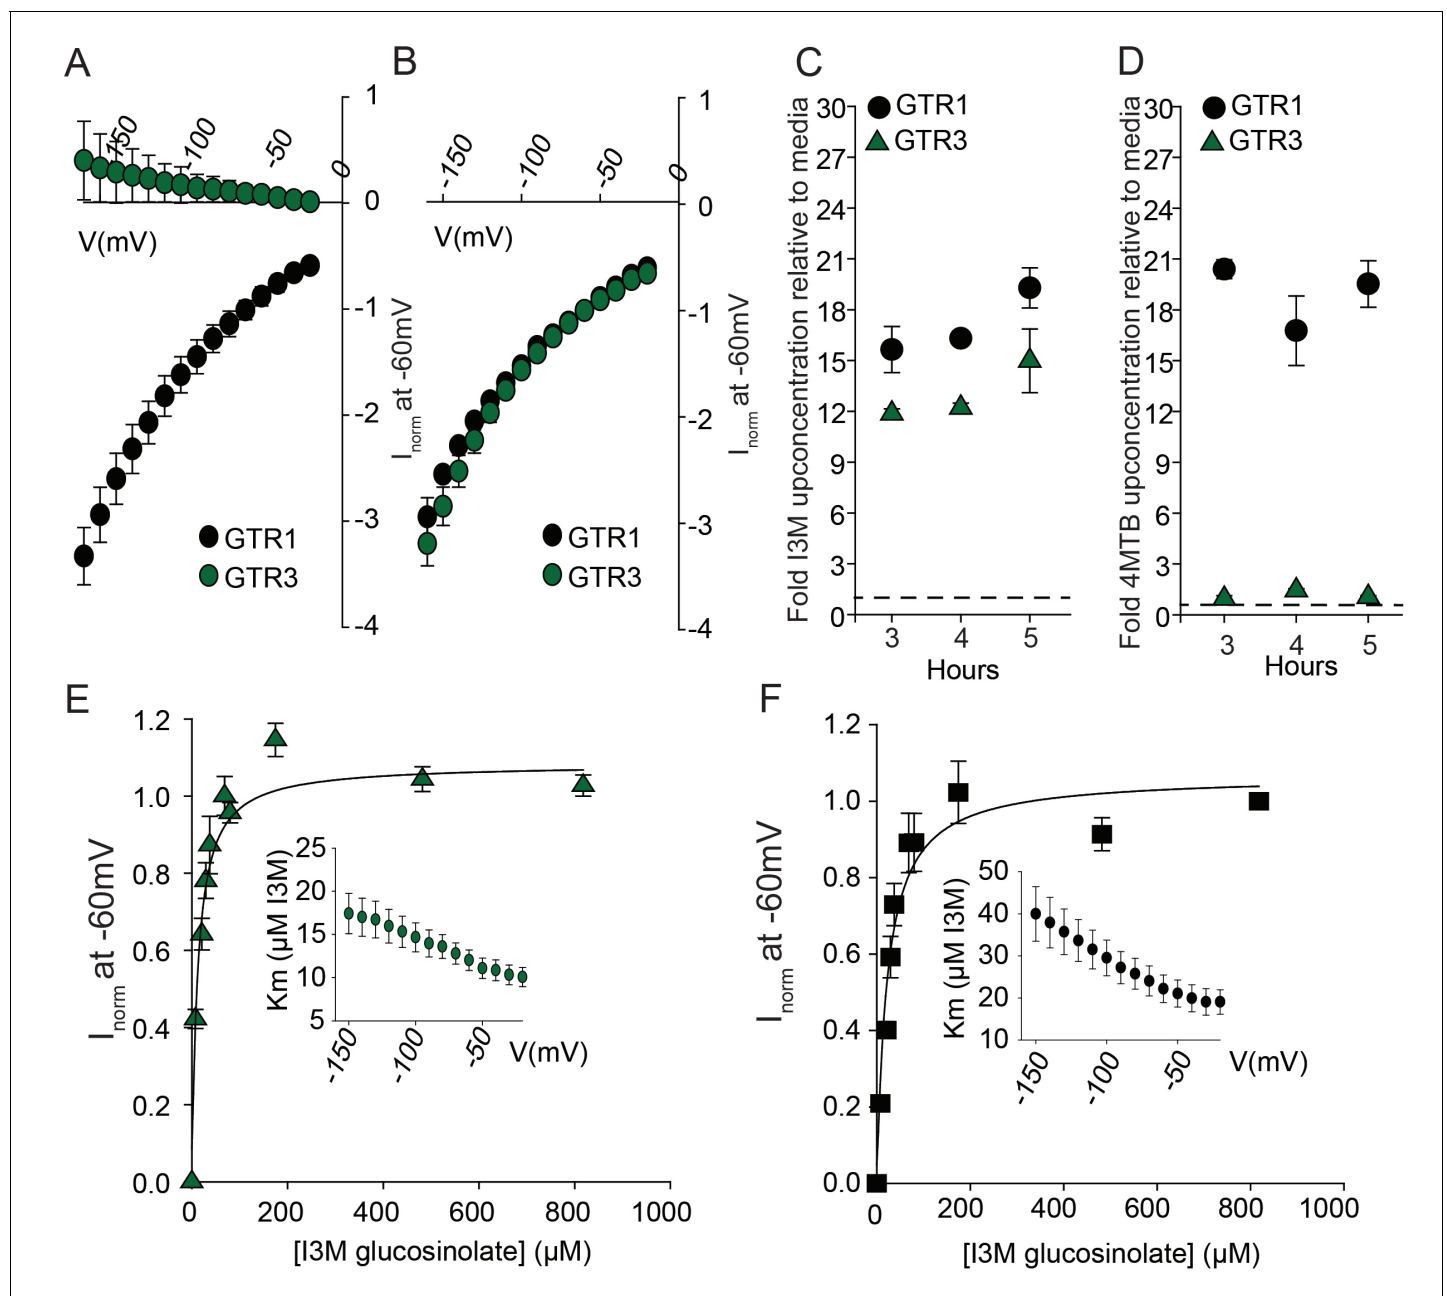 A
1
-150
-100
-50
0
0
V(mV)
-1
-2
-3
-4
I norm at -60mV
GTR1
GTR3
B
1
-150
-100
-50
0
0
V(mV)
-1
-2
-3
-4
I norm at -60mV
GTR1
GTR3
C
Fold I3M upconcentration relative to media
30
27
24
21
18
15
12
9
6
3
0
GTR1
GTR3
3 4 5
Hours
D
Fold 4MTB upconcentration relative to media
30
27
24
21
18
15
12
9
6
3
0
GTR1
GTR3
3 4 5
Hours
E
I norm at -60mV
1.2
1.0
0.8
0.6
0.4
0.2
0.0
0 200 400 600 800 1000
[I3M glucosinolate] (µM)
Km (µM I3M)
25
20
15
10
5
-150
-100
-50
V(mV)
F
I norm at -60mV
1.2
1.0
0.8
0.6
0.4
0.2
0.0
0 200 400 600 800 1000
[I3M glucosinolate] (µM)
Km (µM I3M)
50
40
30
20
10
-150
-100
-50
V(mV)